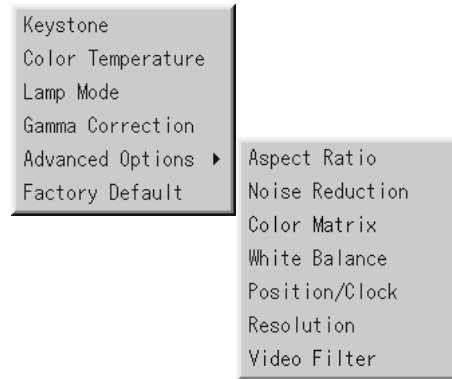 Keystone
Color Temperature
Lamp Mode
Gamma Correction
Advanced Options ▶
Factory Default
Aspect Ratio
Noise Reduction
Color Matrix
White Balance
Position/Clock
Resolution
Video Filter